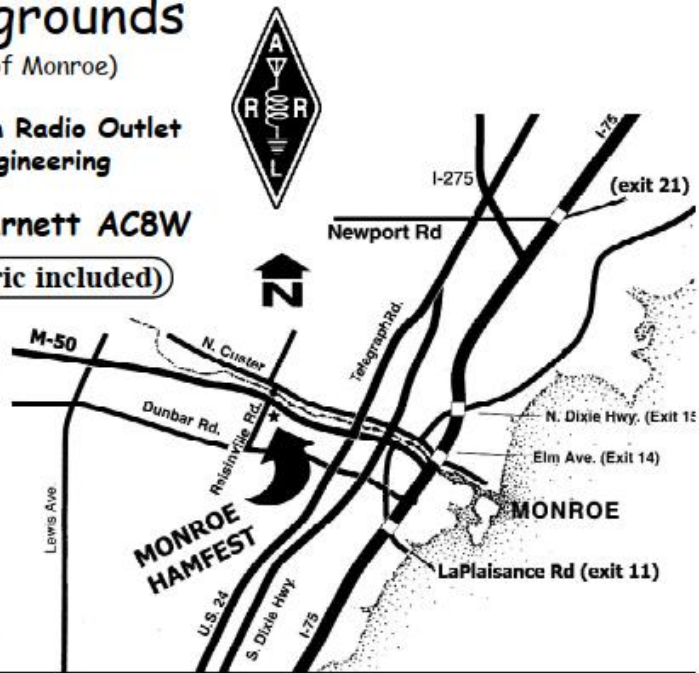 grounds
of Monroe)
Radio Outlet
gineering
rnett AC8W
ric included)
A
R R
L
I-75
I-275
(exit 21)
Newport Rd
N
M-50
N. Custer
Telegraph Rd.
Dunbar Rd.
Raisinville Rd.
N. Dixie Hwy. (Exit 15
Elm Ave. (Exit 14)
Lewis Ave.
MONROE
HAMFEST
MONROE
LaPlaisance Rd (exit 11)
U.S. 24
S. Dixie Hwy.
I-75